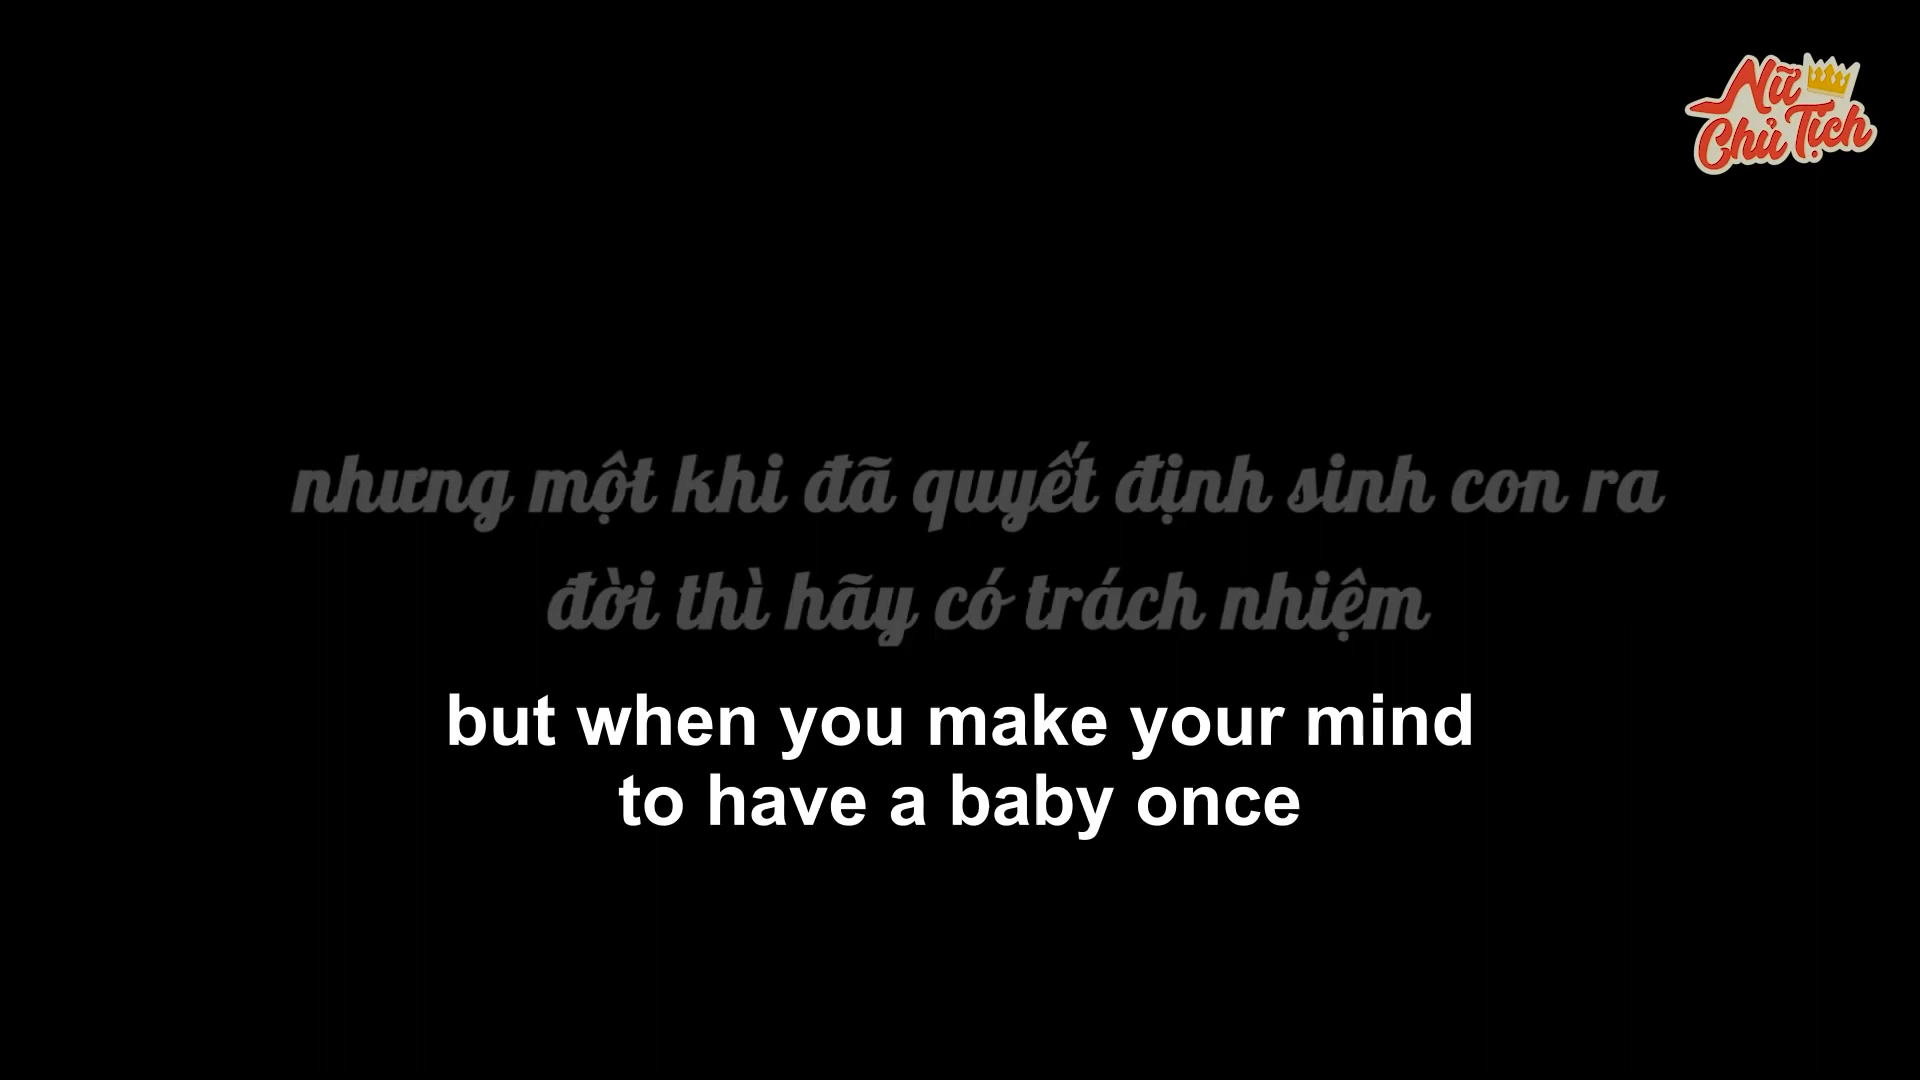 Nữ
Chủ Tịch
nhưng một khi đã quyết định sinh con ra
đời thì hãy có trách nhiệm
but when you make your mind
to have a baby once